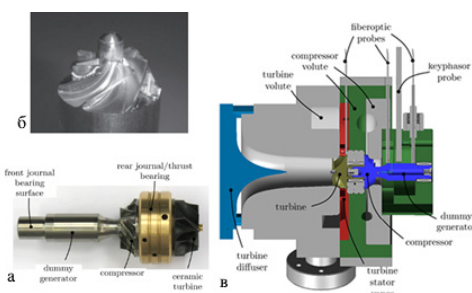 б
rear journal/thrust
bearing
front journal
bearing surface
dummy
generator
compressor
ceramic
turbine
а
fiberoptic
probes
compressor
volute
keyphasor
probe
turbine
volute
turbine
dummy
generato
compressor
turbine
diffuser
turbine
stator
в